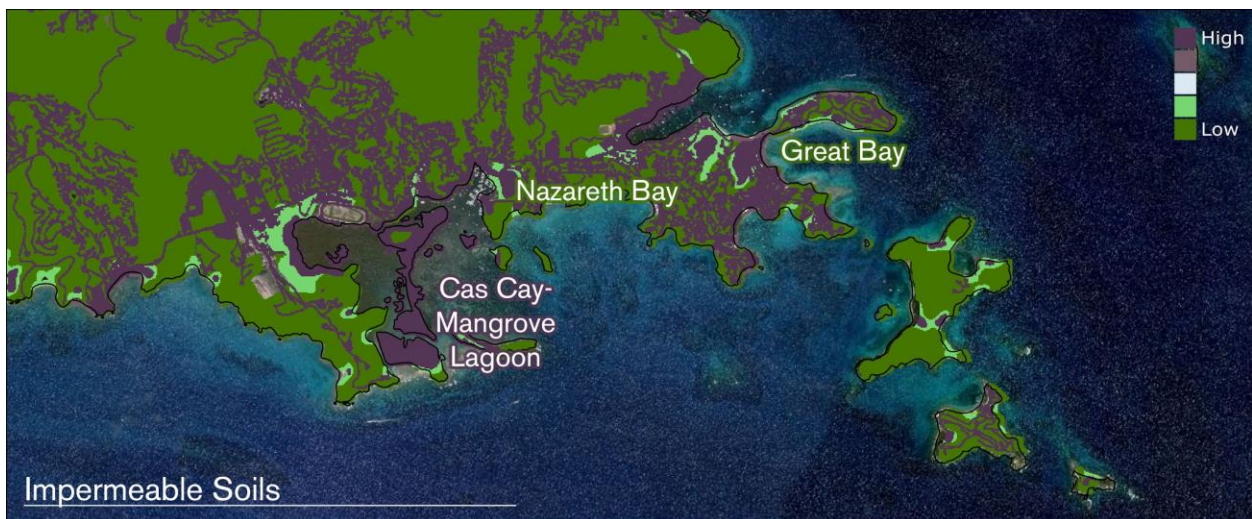 High
Low
Great Bay
Nazareth Bay
Cas Cay-
Mangrove
Lagoon
Impermeable Soils